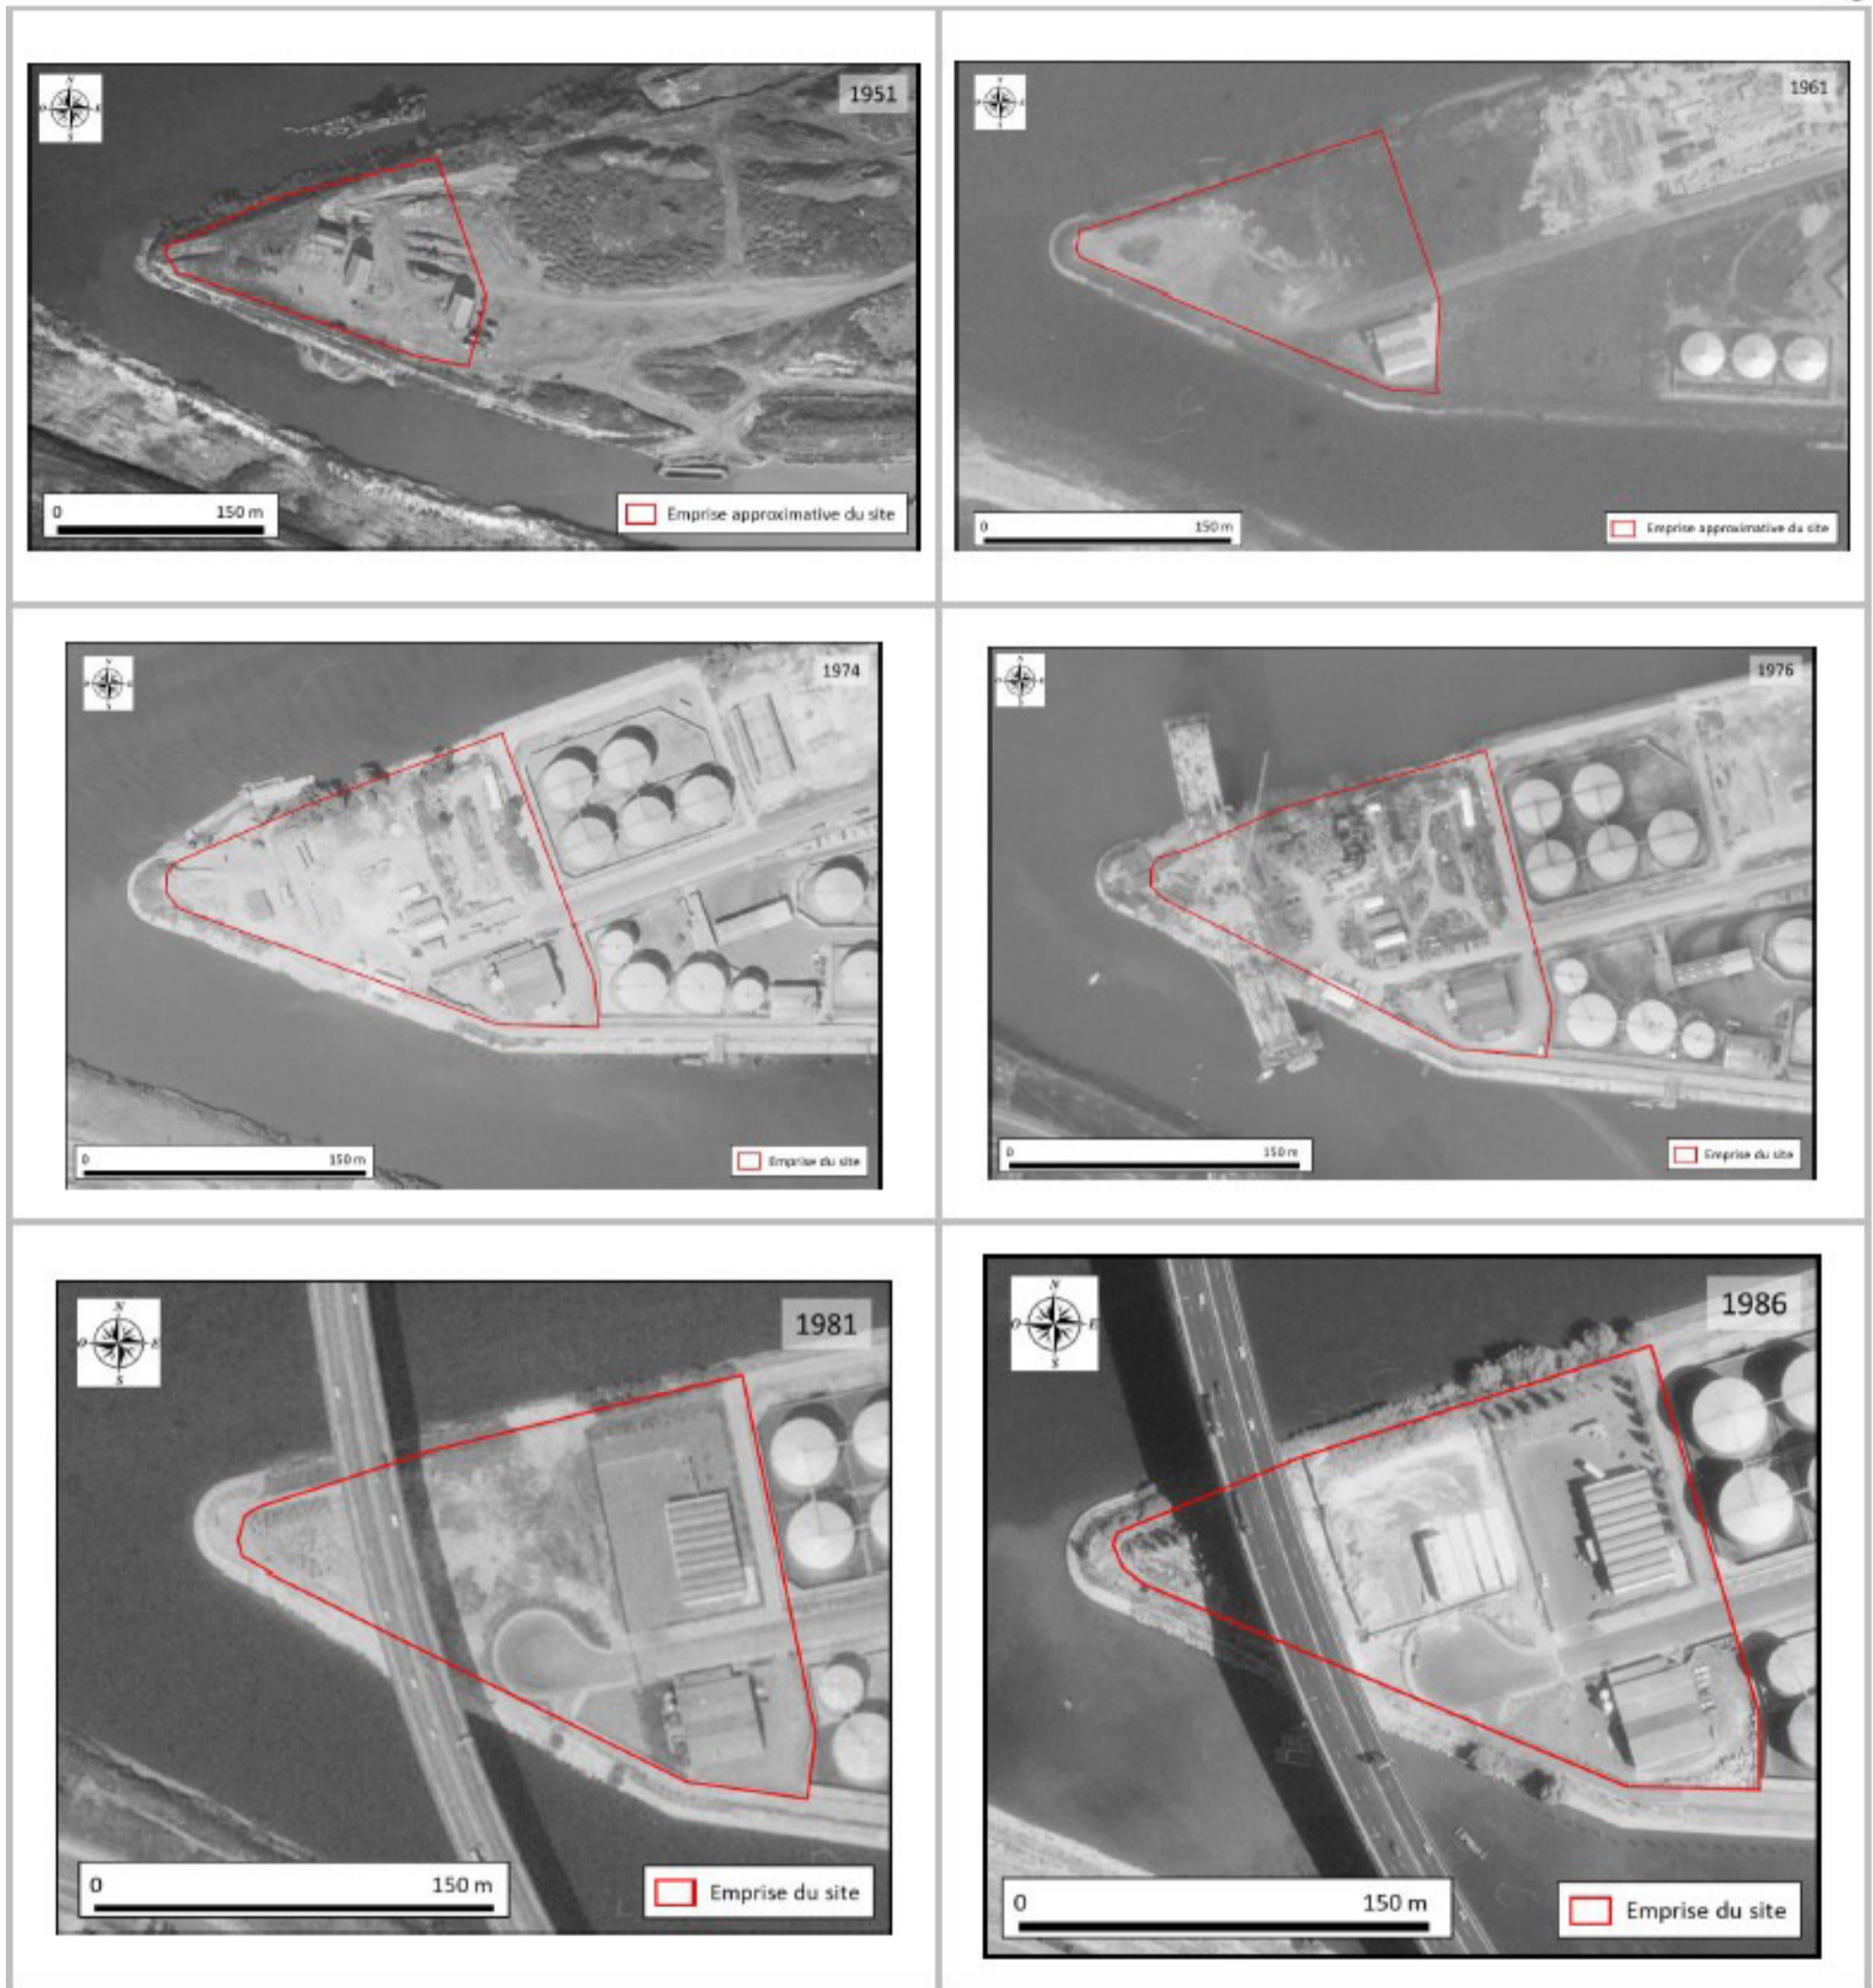 N
O
E
S
1951
0
150 m
Emprise approximative du site
1961
0
150 m
Emprise approximative du site
1974
0
150 m
Emprise du site
1976
0
150 m
Emprise du site
N
O
E
S
1981
0
150 m
Emprise du site
N
O
E
S
1986
0
150 m
Emprise du site